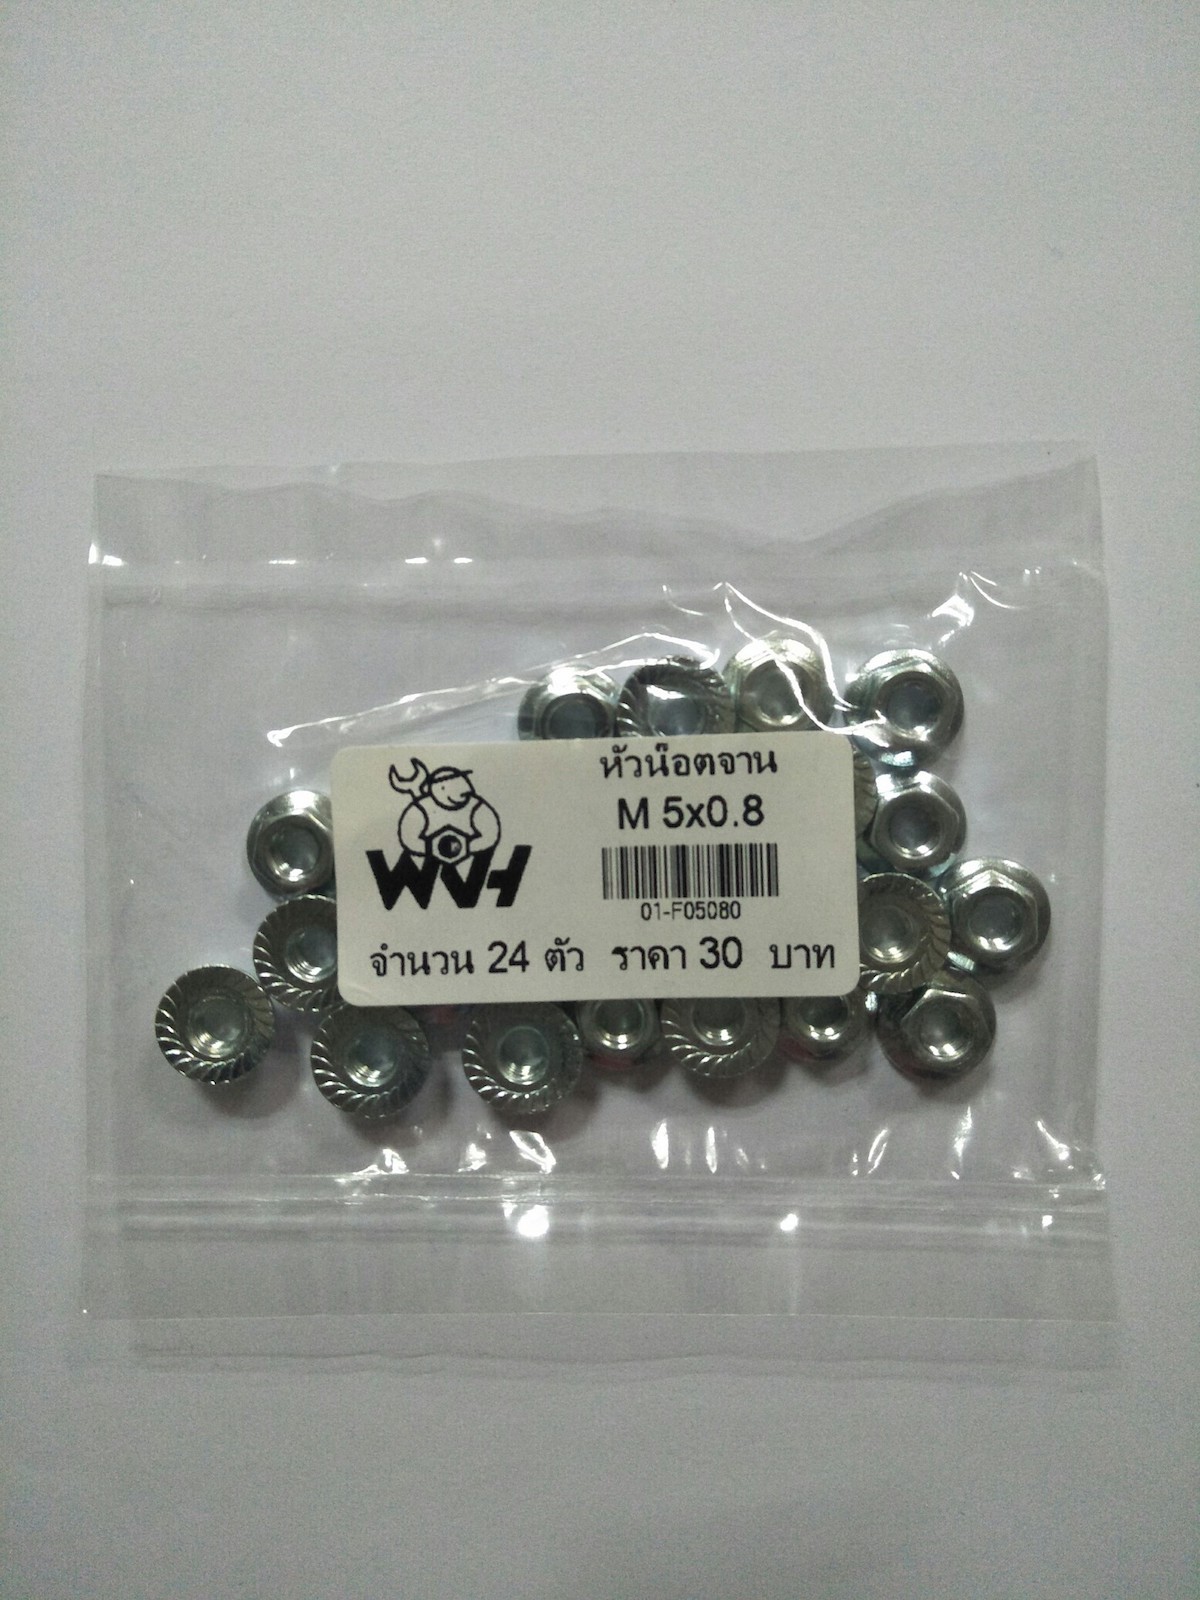 หัวน๊อตจาน
M 5x0.8
WVH
01-F05080
จำนวน 24 ตัว ราคา 30 บาท